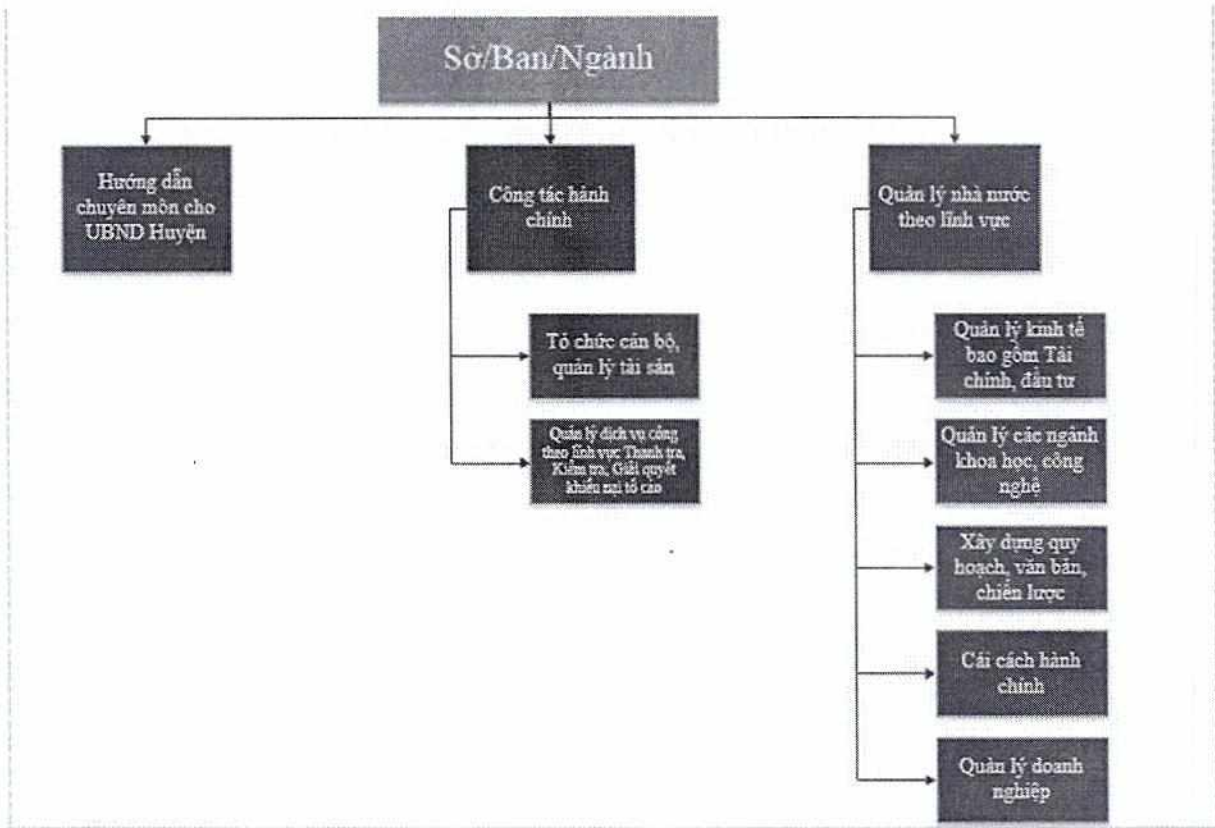 Sở/Ban/Ngành
Hướng dẫn
chuyên môn cho
UBND Huyện
Công tác hành
chính
Quản lý nhà nước
theo lĩnh vực
Tổ chức cán bộ,
quản lý tài sản
Quản lý dịch vụ công
theo lĩnh vực Thanh tra,
Kiểm tra, Giải quyết
khiếu nại tố cáo
Quản lý kinh tế
bao gồm Tài
chính, đầu tư
Quản lý các ngành
khoa học, công
nghệ
Xây dựng quy
hoạch, văn bản,
chiến lược
Cải cách hành
chính
Quản lý doanh
nghiệp